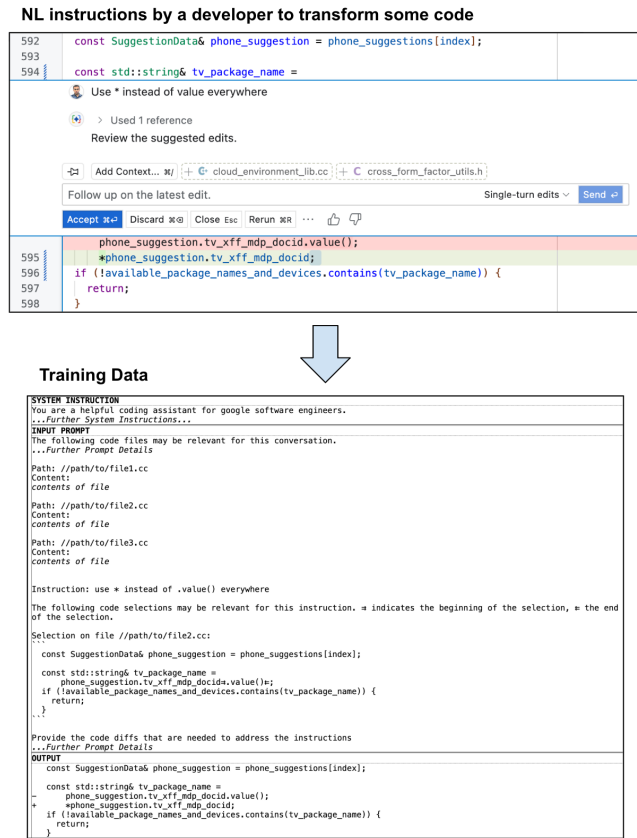 NL instructions by a developer to transform some code
592 const SuggestionData& phone_suggestion = phone_suggestions[index];
593
594 const std::string& tv_package_name =
Use * instead of value everywhere
> Used 1 reference
Review the suggested edits.
Add Context... ⌘/ + cloud_environment_lib.cc + C cross_form_factor_utils.h
Follow up on the latest edit. Single-turn edits Send ⏎
Accept ⌘⏎ Discard ⌘⌫ Close Esc Rerun ⌘R ...
phone_suggestion.tv_xff_mdp_docid.value();
595 *phone_suggestion.tv_xff_mdp_docid;
596 if (!available_package_names_and_devices.contains(tv_package_name)) {
597 return;
598 }
Training Data
SYSTEM INSTRUCTION
You are a helpful coding assistant for google software engineers.
...Further System Instructions...
INPUT PROMPT
The following code files may be relevant for this conversation.
...Further Prompt Details
Path: //path/to/file1.cc
Content:
contents of file
Path: //path/to/file2.cc
Content:
contents of file
Path: //path/to/file3.cc
Content:
contents of file
Instruction: use * instead of .value() everywhere
The following code selections may be relevant for this instruction. indicates the beginning of the selection, the end
of the selection.
Selection on file //path/to/file2.cc:
```
const SuggestionData& phone_suggestion = phone_suggestions[index];
const std::string& tv_package_name =
phone_suggestion.tv_xff_mdp_docid.value();
if (!available_package_names_and_devices.contains(tv_package_name)) {
return;
}
```
Provide the code diffs that are needed to address the instructions
...Further Prompt Details
OUTPUT
const SuggestionData& phone_suggestion = phone_suggestions[index];
const std::string& tv_package_name =
- phone_suggestion.tv_xff_mdp_docid.value();
+ *phone_suggestion.tv_xff_mdp_docid;
if (!available_package_names_and_devices.contains(tv_package_name)) {
return;
}